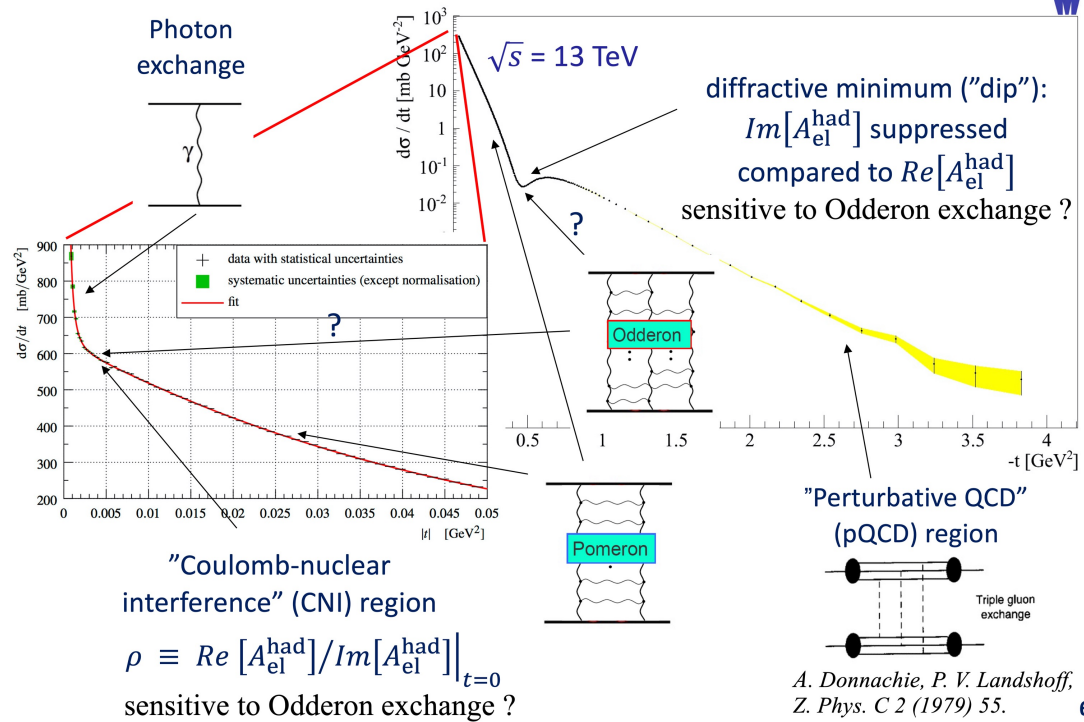 Photon
exchange
γ
dσ / dt [mb GeV⁻²]
10³
10²
10
1
10⁻¹
10⁻²
√s = 13 TeV
diffractive minimum (”dip”):
Im[A_el^had] suppressed
compared to Re[A_el^had]
sensitive to Odderon exchange ?
?
Odderon
0.5 1 1.5 2 2.5 3 3.5 4
-t [GeV²]
dσ/dt [mb/GeV²]
900
800
700
600
500
400
300
200
data with statistical uncertainties
systematic uncertainties (except normalisation)
fit
?
0 0.005 0.01 0.015 0.02 0.025 0.03 0.035 0.04 0.045 0.05
|t| [GeV²]
Pomeron
”Coulomb-nuclear
interference” (CNI) region
ρ ≡ Re [A_el^had]/Im[A_el^had]|_t=0
sensitive to Odderon exchange ?
”Perturbative QCD”
(pQCD) region
Triple gluon
exchange
A. Donnachie, P. V. Landshoff,
Z. Phys. C 2 (1979) 55.